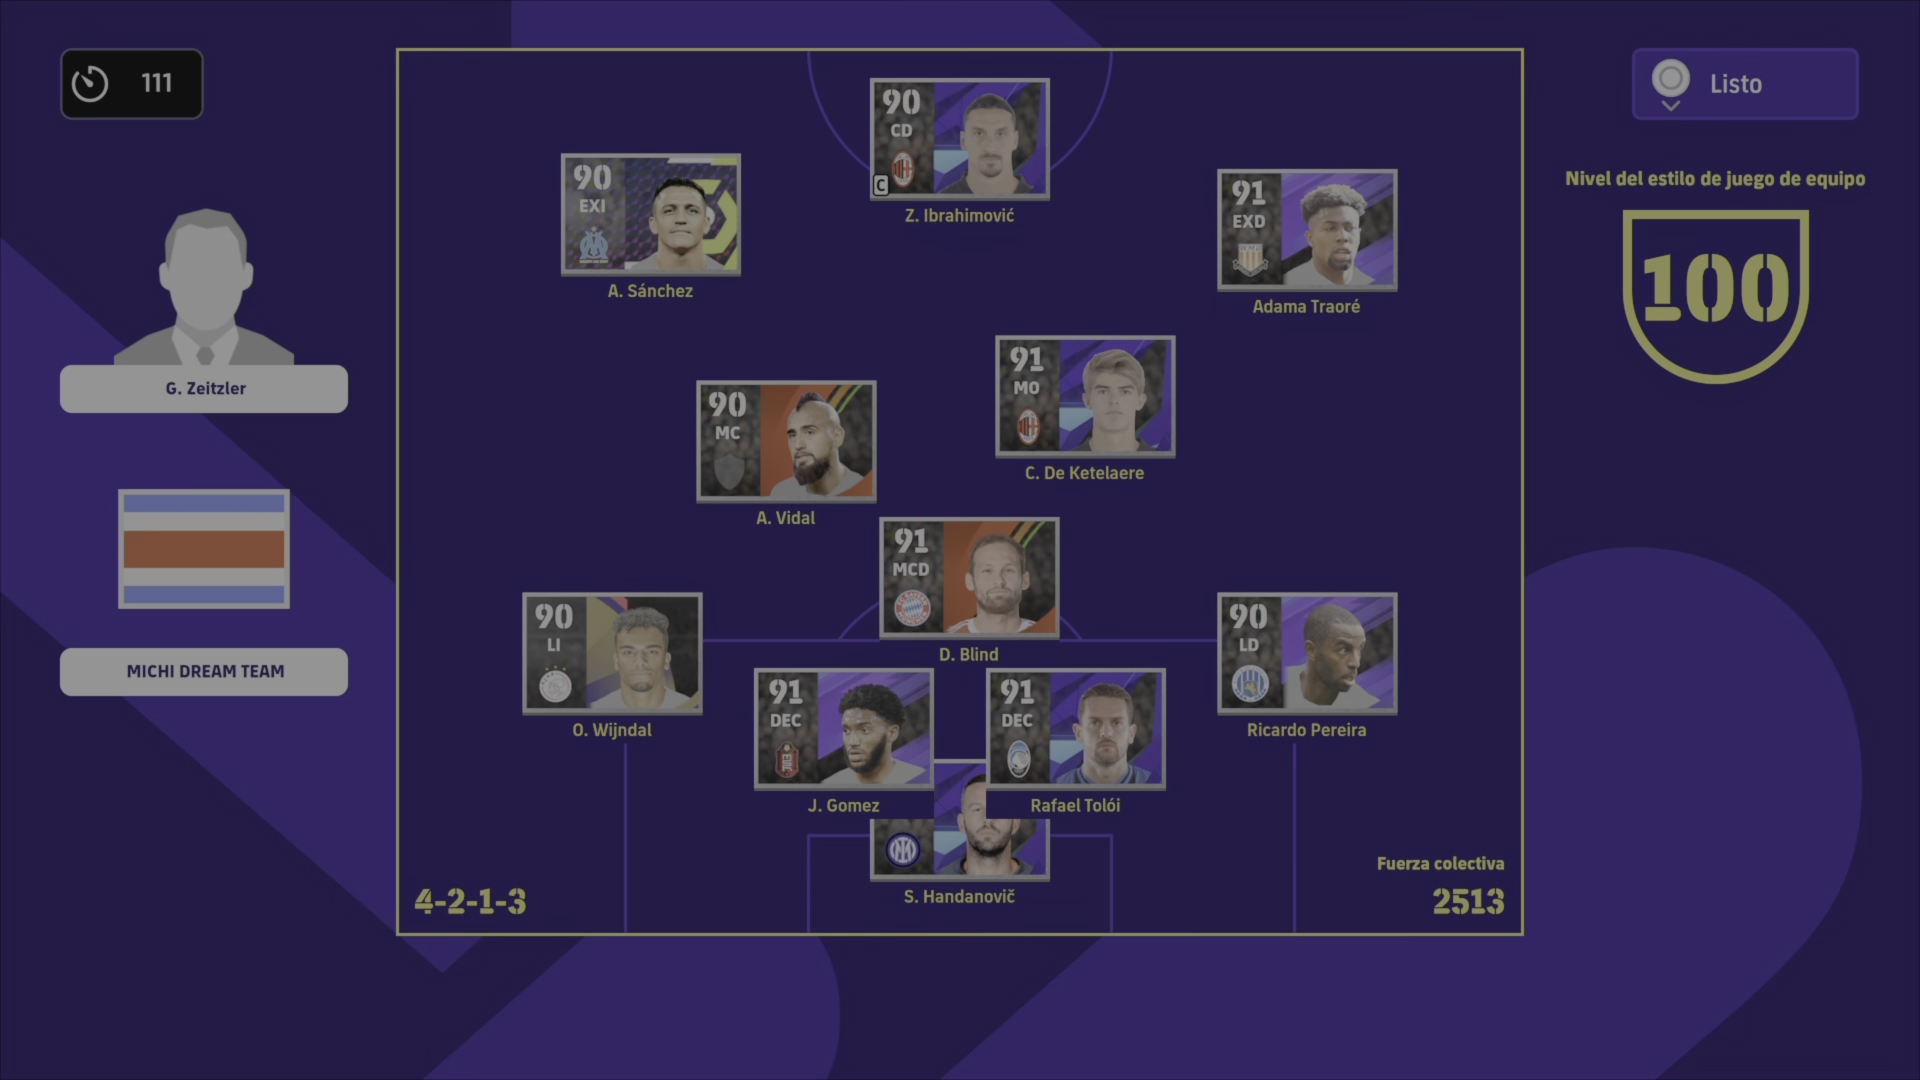 111
Listo
Nivel del estilo de juego de equipo
100
G. Zeitzler
MICHI DREAM TEAM
90
CD
C
Z. Ibrahimović
90
EXI
A. Sánchez
91
EXD
Adama Traoré
91
MO
C. De Ketelaere
90
MC
A. Vidal
91
MCD
D. Blind
90
LI
O. Wijndal
90
LD
Ricardo Pereira
91
DEC
J. Gomez
91
DEC
Rafael Tolói
S. Handanovič
4-2-1-3
Fuerza colectiva
2513